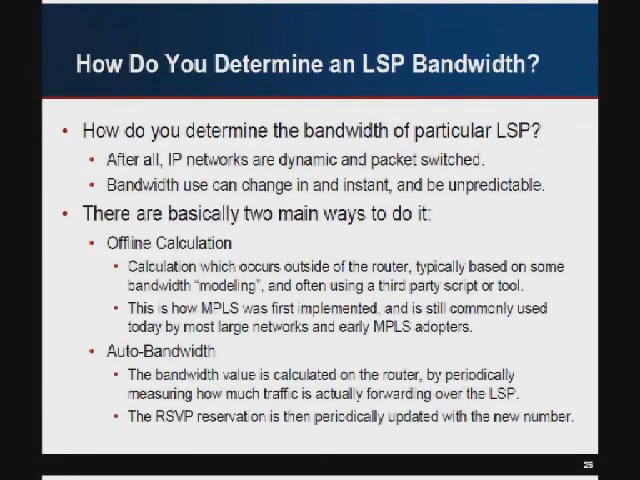 How Do You Determine an LSP Bandwidth?
• How do you determine the bandwidth of particular LSP?
• After all, IP networks are dynamic and packet switched.
• Bandwidth use can change in and instant, and be unpredictable.
• There are basically two main ways to do it:
• Offline Calculation
• Calculation which occurs outside of the router, typically based on some
bandwidth “modeling”, and often using a third party script or tool.
• This is how MPLS was first implemented, and is still commonly used
today by most large networks and early MPLS adopters.
• Auto-Bandwidth
• The bandwidth value is calculated on the router, by periodically
measuring how much traffic is actually forwarding over the LSP.
• The RSVP reservation is then periodically updated with the new number.
26